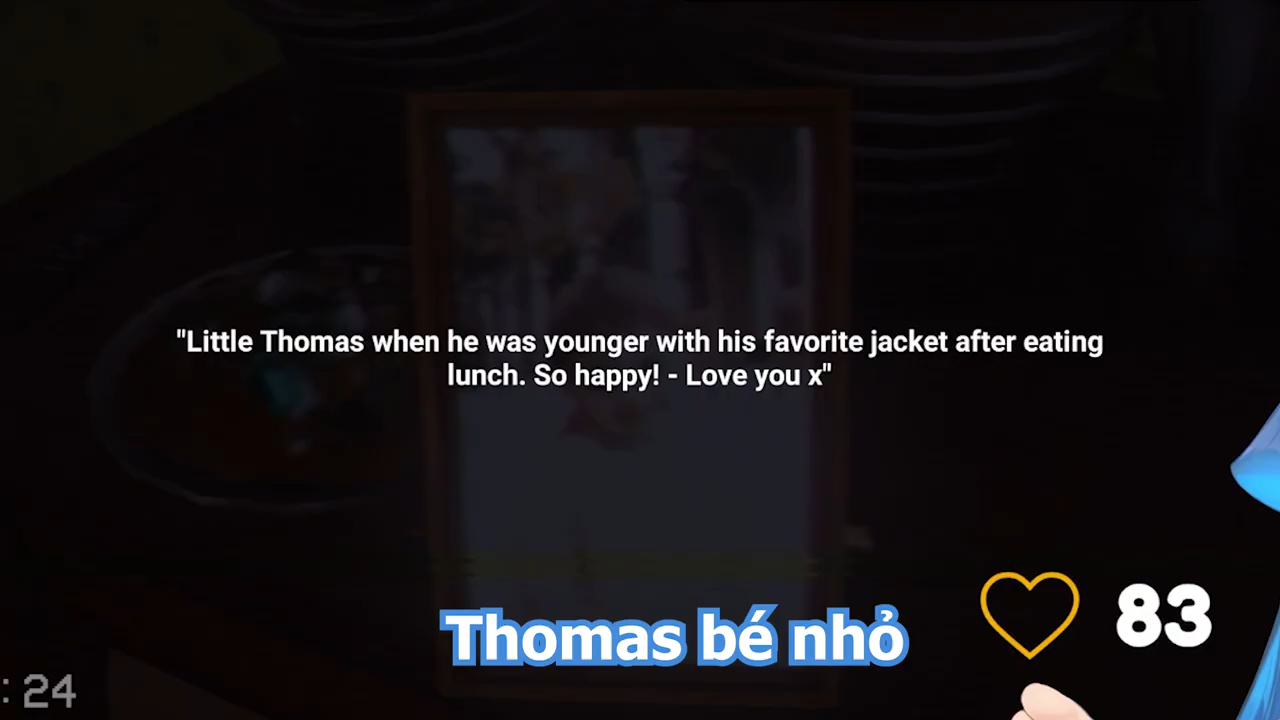 "Little Thomas when he was younger with his favorite jacket after eating
lunch. So happy! - Love you x"
Thomas bé nhỏ
83
: 24